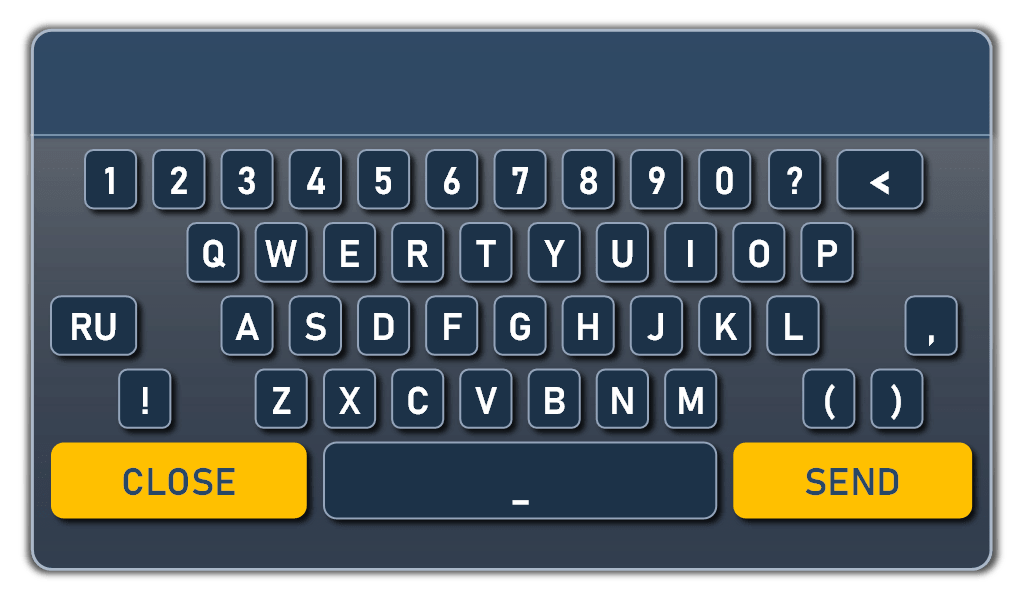 1 2 3 4 5 6 7 8 9 0 ? <
Q W E R T Y U I O P
RU A S D F G H J K L ,
! Z X C V B N M ( )
CLOSE _ SEND